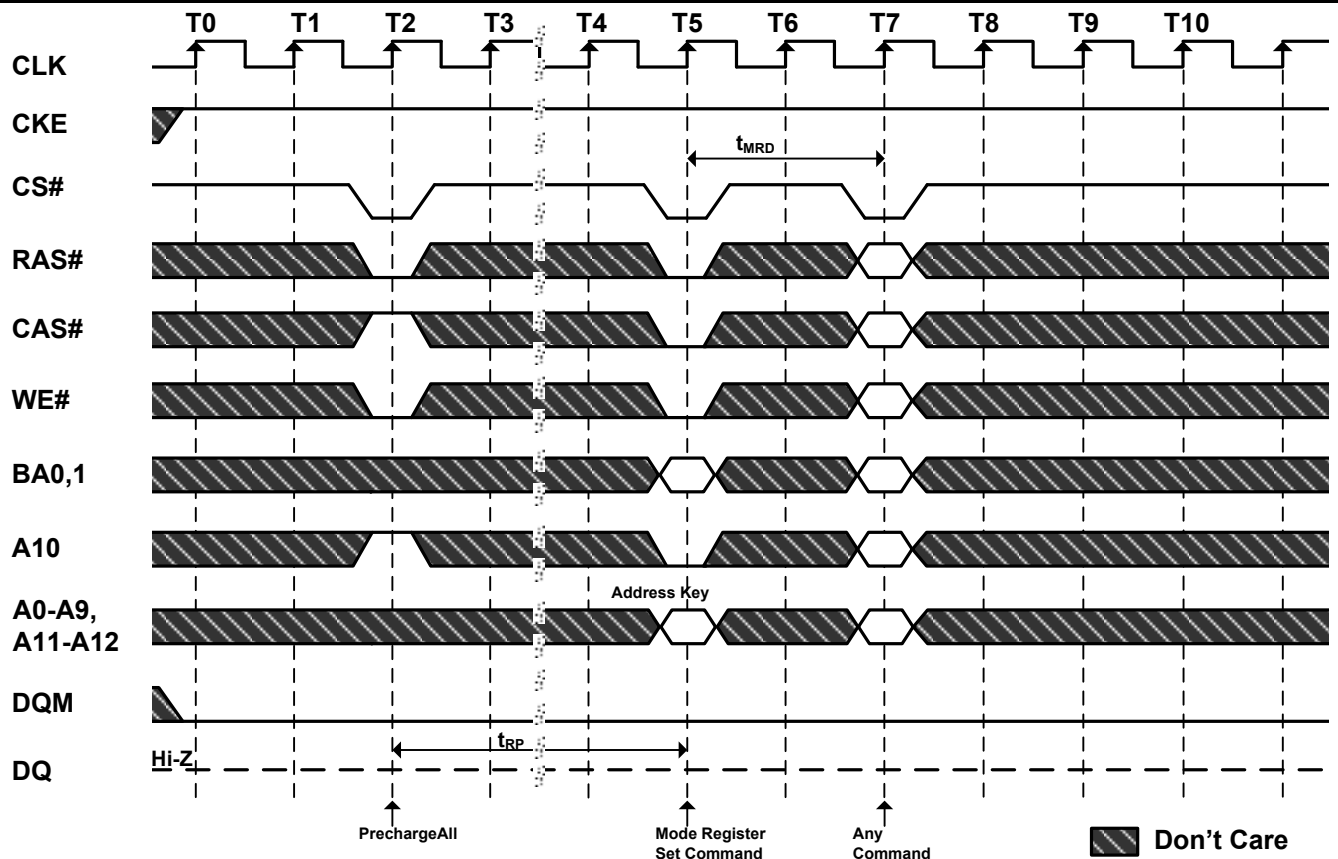 T0 T1 T2 T3 T4 T5 T6 T7 T8 T9 T10
CLK
CKE
tMRD
CS#
RAS#
CAS#
WE#
BA0,1
A10
Address Key
A0-A9,
A11-A12
DQM
tRP
Hi-Z
DQ
PrechargeAll
Mode Register
Set Command
Any
Command
Don't Care